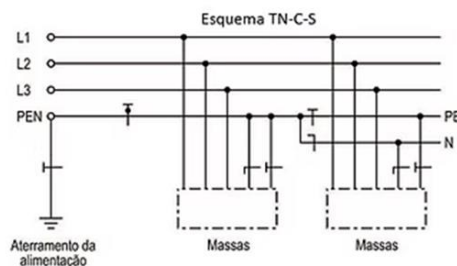 Esquema TN-C-S
L1
L2
L3
PEN
PE
N
Aterramento da
alimentação
Massas
Massas